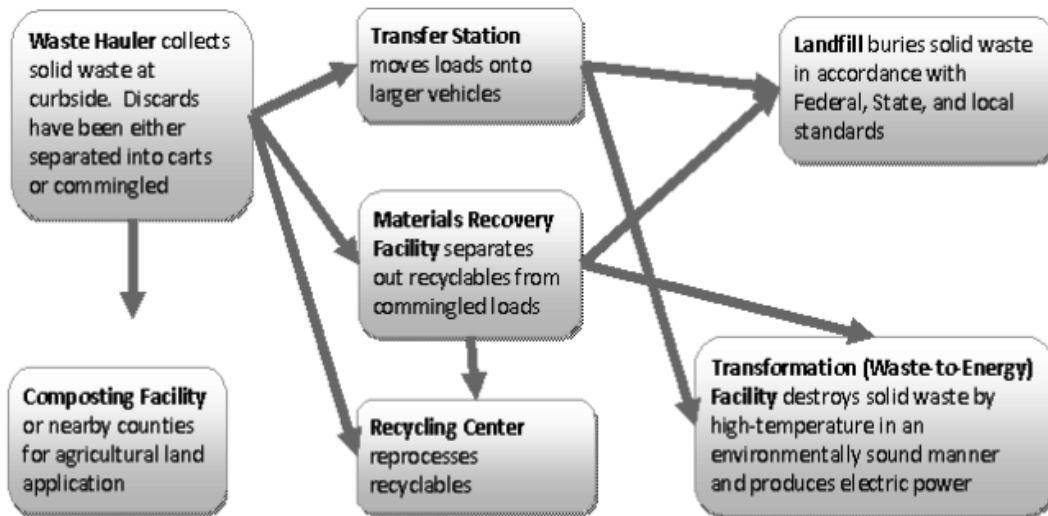 Waste Hauler collects
solid waste at
curbside. Discards
have been either
separated into carts
or commingled
Transfer Station
moves loads onto
larger vehicles
Landfill buries solid waste
in accordance with
Federal, State, and local
standards
Materials Recovery
Facility separates
out recyclables from
commingled loads
Composting Facility
or nearby counties
for agricultural land
application
Recycling Center
reprocesses
recyclables
Transformation (Waste-to-Energy)
Facility destroys solid waste by
high-temperature in an
environmentally sound manner
and produces electric power